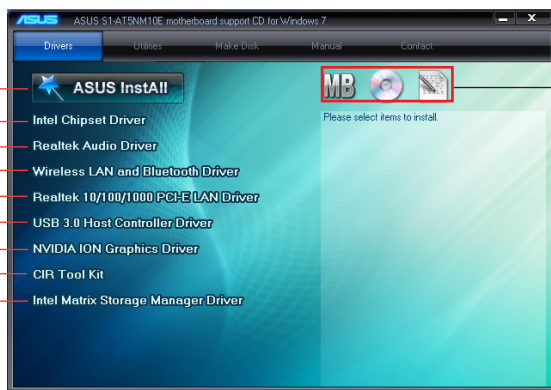 ASUS ASUS S1-AT5NM10E motherboard support CD for Windows 7
Drivers Utilities Make Disk Manual Contact
ASUS InstAll
MB
Please select items to install.
Intel Chipset Driver
Realtek Audio Driver
Wireless LAN and Bluetooth Driver
Realtek 10/100/1000 PCI-E LAN Driver
USB 3.0 Host Controller Driver
NVIDIA ION Graphics Driver
CIR Tool Kit
Intel Matrix Storage Manager Driver